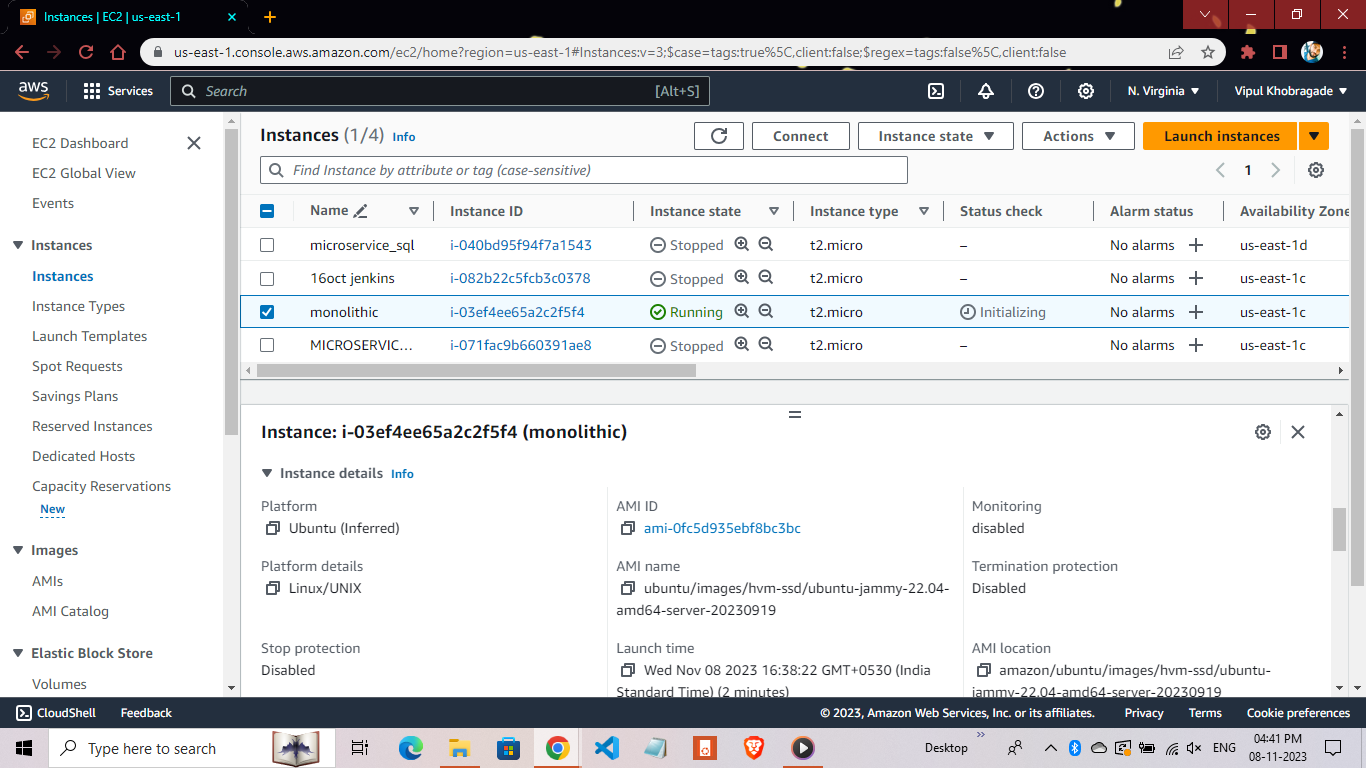 Instances | EC2 | us-east-1
us-east-1.console.aws.amazon.com/ec2/home?region=us-east-1#Instances:v=3;$case=tags:true%5C,client:false;$regex=tags:false%5C,client:false
aws Services Search [Alt+S] N. Virginia Vipul Khobragade
EC2 Dashboard
EC2 Global View
Events
Instances
Instances
Instance Types
Launch Templates
Spot Requests
Savings Plans
Reserved Instances
Dedicated Hosts
Capacity Reservations
New
Images
AMIs
AMI Catalog
Elastic Block Store
Volumes
Instances (1/4) Info Connect Instance state Actions Launch instances
Find Instance by attribute or tag (case-sensitive) 1
Name Instance ID Instance state Instance type Status check Alarm status Availability Zone
microservice_sql i-040bd95f94f7a1543 Stopped t2.micro – No alarms us-east-1d
16oct jenkins i-082b22c5fcb3c0378 Stopped t2.micro – No alarms us-east-1c
monolithic i-03ef4ee65a2c2f5f4 Running t2.micro Initializing No alarms us-east-1c
MICROSERVIC... i-071fac9b660391ae8 Stopped t2.micro – No alarms us-east-1c
Instance: i-03ef4ee65a2c2f5f4 (monolithic)
Instance details Info
Platform
Ubuntu (Inferred)
Platform details
Linux/UNIX
Stop protection
Disabled
AMI ID
ami-0fc5d935ebf8bc3bc
AMI name
ubuntu/images/hvm-ssd/ubuntu-jammy-22.04-
amd64-server-20230919
Launch time
Wed Nov 08 2023 16:38:22 GMT+0530 (India
Standard Time) (2 minutes)
Monitoring
disabled
Termination protection
Disabled
AMI location
amazon/ubuntu/images/hvm-ssd/ubuntu-
jammy-22.04-amd64-server-20230919
CloudShell Feedback © 2023, Amazon Web Services, Inc. or its affiliates. Privacy Terms Cookie preferences
Type here to search Desktop ENG 04:41 PM
08-11-2023